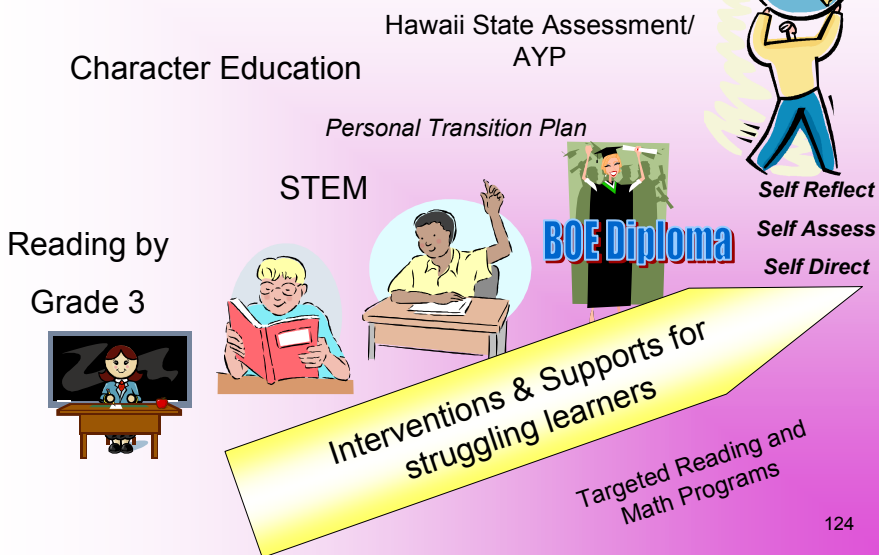 Hawaii State Assessment/
AYP
Character Education
Personal Transition Plan
STEM
Self Reflect
Reading by
BOE Diploma
Self Assess
Self Direct
Grade 3
Interventions & Supports for
struggling learners
Targeted Reading and
Math Programs
124